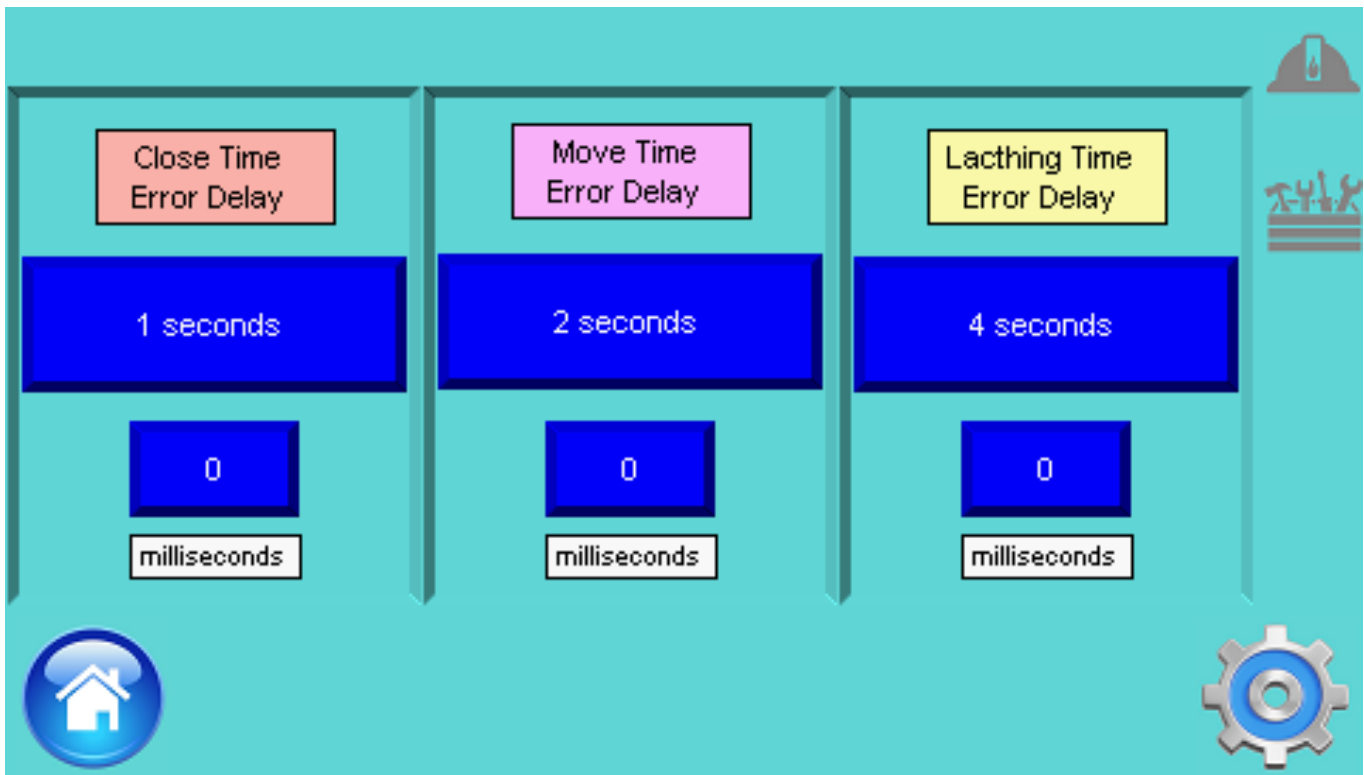 Close Time
Error Delay
1 seconds
0
milliseconds
Move Time
Error Delay
2 seconds
0
milliseconds
Lacthing Time
Error Delay
4 seconds
0
milliseconds